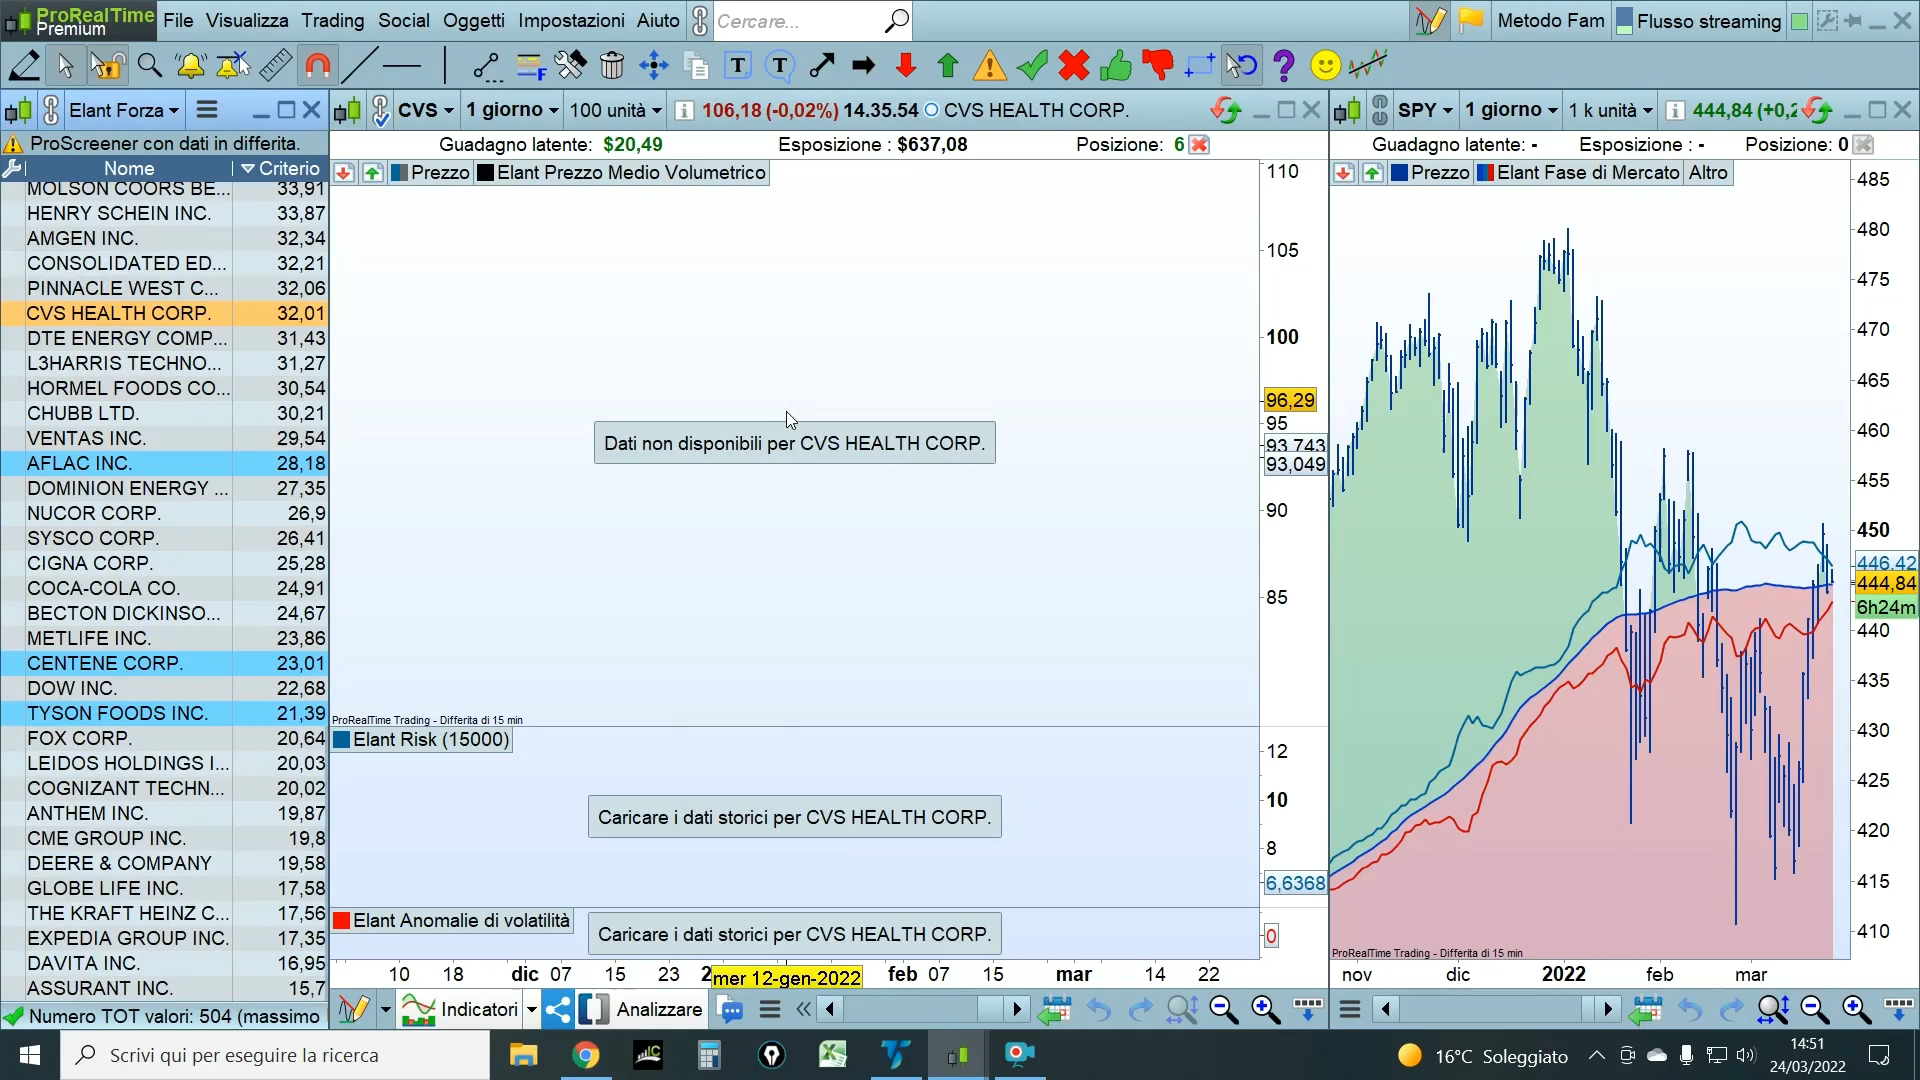 ProRealTime
Premium
File Visualizza Trading Social Oggetti Impostazioni Aiuto
Cercare...
Metodo Fam
Flusso streaming
T T
F
Elant Forza
ProScreener con dati in differita.
Nome Criterio
MOLSON COORS BE... 33,91
HENRY SCHEIN INC. 33,87
AMGEN INC. 32,34
CONSOLIDATED ED... 32,21
PINNACLE WEST C... 32,06
CVS HEALTH CORP. 32,01
DTE ENERGY COMP... 31,43
L3HARRIS TECHNO... 31,27
HORMEL FOODS CO... 30,54
CHUBB LTD. 30,21
VENTAS INC. 29,54
AFLAC INC. 28,18
DOMINION ENERGY ... 27,35
NUCOR CORP. 26,9
SYSCO CORP. 26,41
CIGNA CORP. 25,28
COCA-COLA CO. 24,91
BECTON DICKINSO... 24,67
METLIFE INC. 23,86
CENTENE CORP. 23,01
DOW INC. 22,68
TYSON FOODS INC. 21,39
FOX CORP. 20,64
LEIDOS HOLDINGS I... 20,03
COGNIZANT TECHN... 20,02
ANTHEM INC. 19,87
CME GROUP INC. 19,8
DEERE & COMPANY 19,58
GLOBE LIFE INC. 17,58
THE KRAFT HEINZ C... 17,56
EXPEDIA GROUP INC. 17,35
DAVITA INC. 16,95
ASSURANT INC. 15,7
Numero TOT valori: 504 (massimo
CVS 1 giorno 100 unità 106,18 (-0,02%) 14.35.54 CVS HEALTH CORP.
Guadagno latente: $20,49 Esposizione : $637,08 Posizione: 6
Prezzo Elant Prezzo Medio Volumetrico
110
105
100
96,29
95
93,743
93,049
90
85
Dati non disponibili per CVS HEALTH CORP.
ProRealTime Trading - Differita di 15 min
Elant Risk (15000)
12
10
8
6,6368
Caricare i dati storici per CVS HEALTH CORP.
Elant Anomalie di volatilità
Caricare i dati storici per CVS HEALTH CORP.
0
10 18 dic 07 15 23 2 mer 12-gen-2022 feb 07 15 mar 14 22
Indicatori Analizzare
SPY 1 giorno 1 k unità 444,84 (+0,2
Guadagno latente: - Esposizione : - Posizione: 0
Prezzo Elant Fase di Mercato Altro
485
480
475
470
465
460
455
450
446,42
444,84
6h24m
440
435
430
425
420
415
410
ProRealTime Trading - Differita di 15 min
nov dic 2022 feb mar
Scrivi qui per eseguire la ricerca
16°C Soleggiato
14:51
24/03/2022